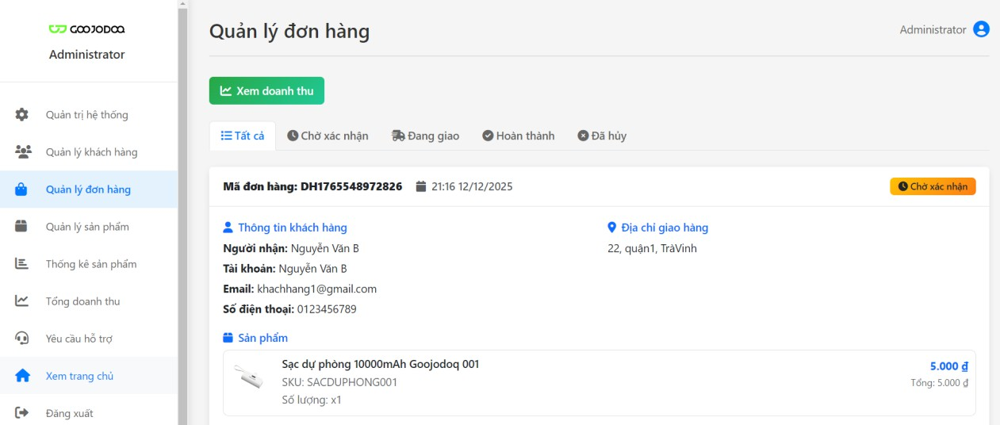 GOOJODOQ
Administrator
Quản trị hệ thống
Quản lý khách hàng
Quản lý đơn hàng
Quản lý sản phẩm
Thống kê sản phẩm
Tổng doanh thu
Yêu cầu hỗ trợ
Xem trang chủ
Đăng xuất
Quản lý đơn hàng
Administrator
Xem doanh thu
Tất cả Chờ xác nhận Đang giao Hoàn thành Đã hủy
Mã đơn hàng: DH1765548972826 21:16 12/12/2025 Chờ xác nhận
Thông tin khách hàng
Người nhận: Nguyễn Văn B
Tài khoản: Nguyễn Văn B
Email: khachhang1@gmail.com
Số điện thoại: 0123456789
Địa chỉ giao hàng
22, quận1, TràVinh
Sản phẩm
Sạc dự phòng 10000mAh Goojodoq 001
SKU: SACDUPHONG001
Số lượng: x1
5.000 ₫
Tổng: 5.000 ₫